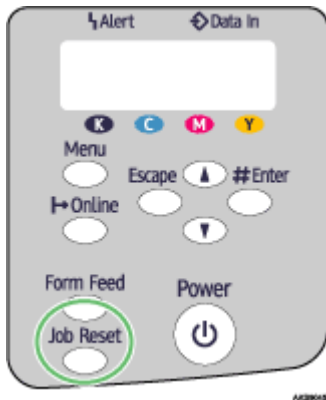 Alert Data In
K C M Y
Menu
Escape #Enter
Online
Form Feed Power
Job Reset